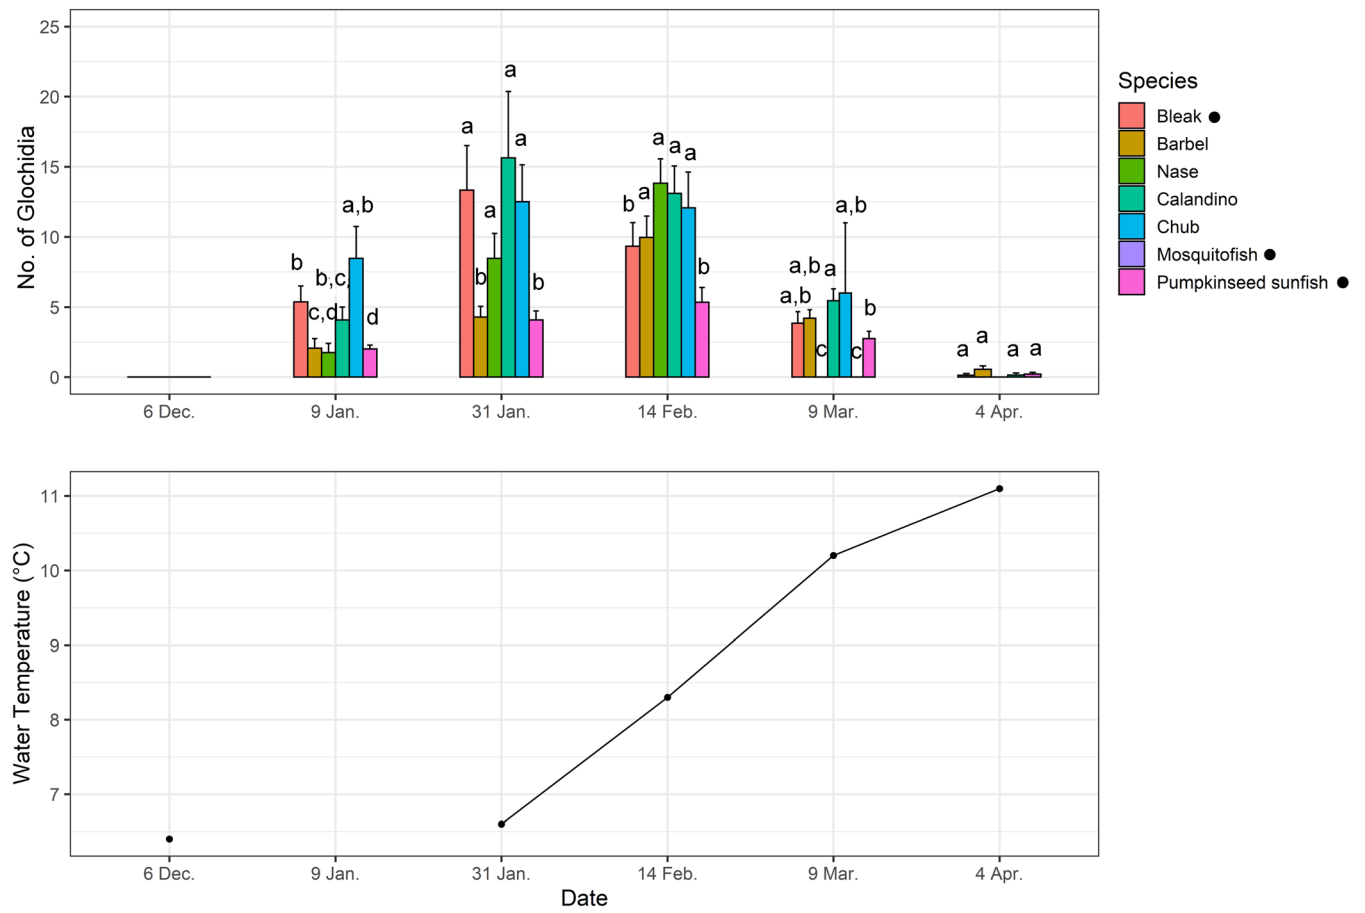 25
20
15
10
5
0
No. of Glochidia
b
c,d
b,c,
a,b
d
a
b
a
a
a
b
b
a
a
a
a
b
a,b
a,b
c
a
a,b
c
b
a
a
a
a
6 Dec.
9 Jan.
31 Jan.
14 Feb.
9 Mar.
4 Apr.
Species
Bleak ●
Barbel
Nase
Calandino
Chub
Mosquitofish ●
Pumpkinseed sunfish ●
11
10
9
8
7
Water Temperature (°C)
6 Dec.
9 Jan.
31 Jan.
14 Feb.
9 Mar.
4 Apr.
Date